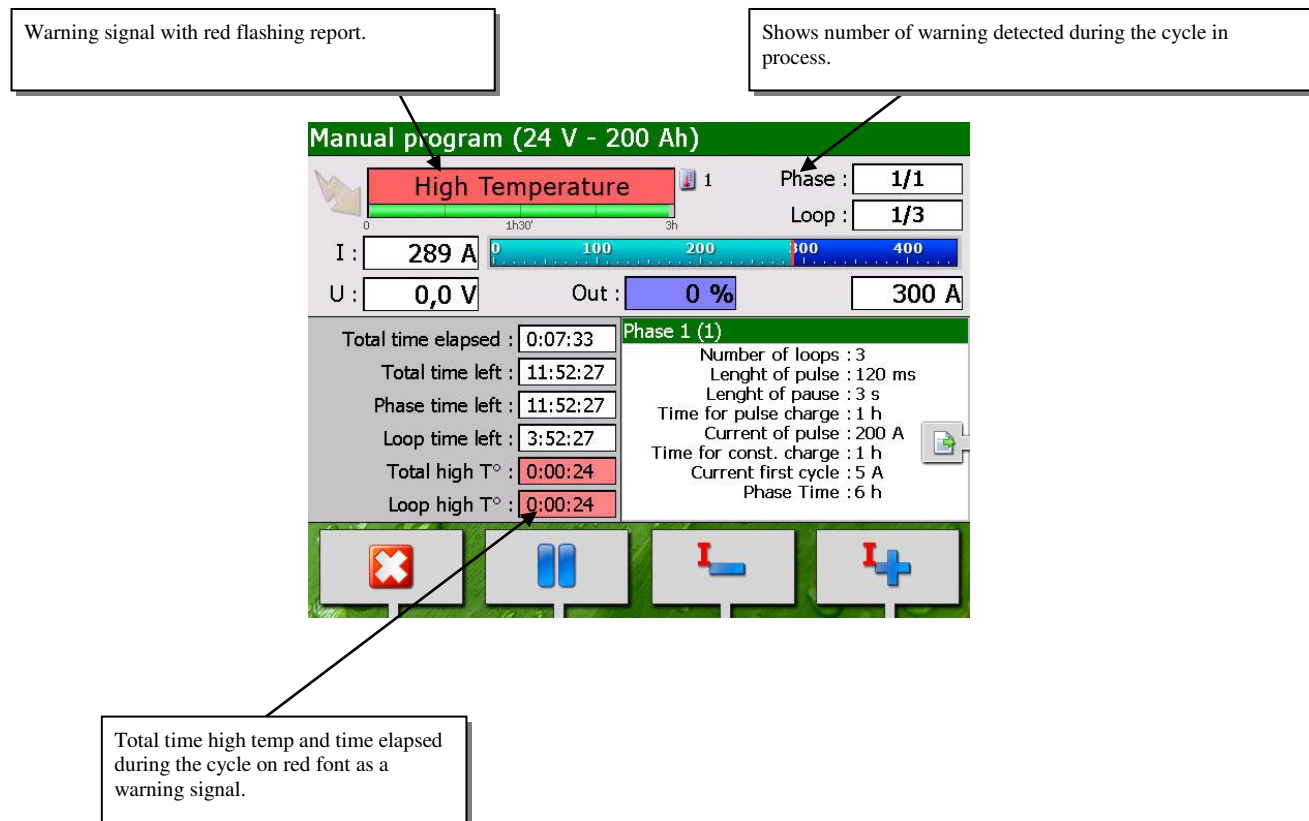 Warning signal with red flashing report.
Shows number of warning detected during the cycle in
process.
Manual program (24 V - 200 Ah)
High Temperature
1
Phase : 1/1
0 1h30' 3h
Loop : 1/3
I : 289 A
0 100 200 300 400
U : 0,0 V
Out : 0 %
300 A
Total time elapsed : 0:07:33
Total time left : 11:52:27
Phase time left : 11:52:27
Loop time left : 3:52:27
Total high T° : 0:00:24
Loop high T° : 0:00:24
Phase 1 (1)
Number of loops : 3
Lenght of pulse : 120 ms
Lenght of pause : 3 s
Time for pulse charge : 1 h
Current of pulse : 200 A
Time for const. charge : 1 h
Current first cycle : 5 A
Phase Time : 6 h
I
I
Total time high temp and time elapsed
during the cycle on red font as a
warning signal.